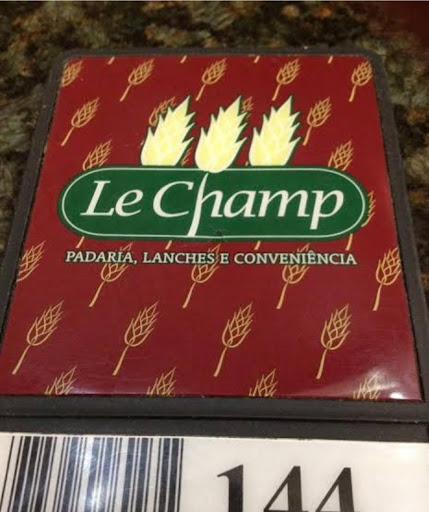 Le Champ
PADARIA, LANCHES E CONVENIÊNCIA
144